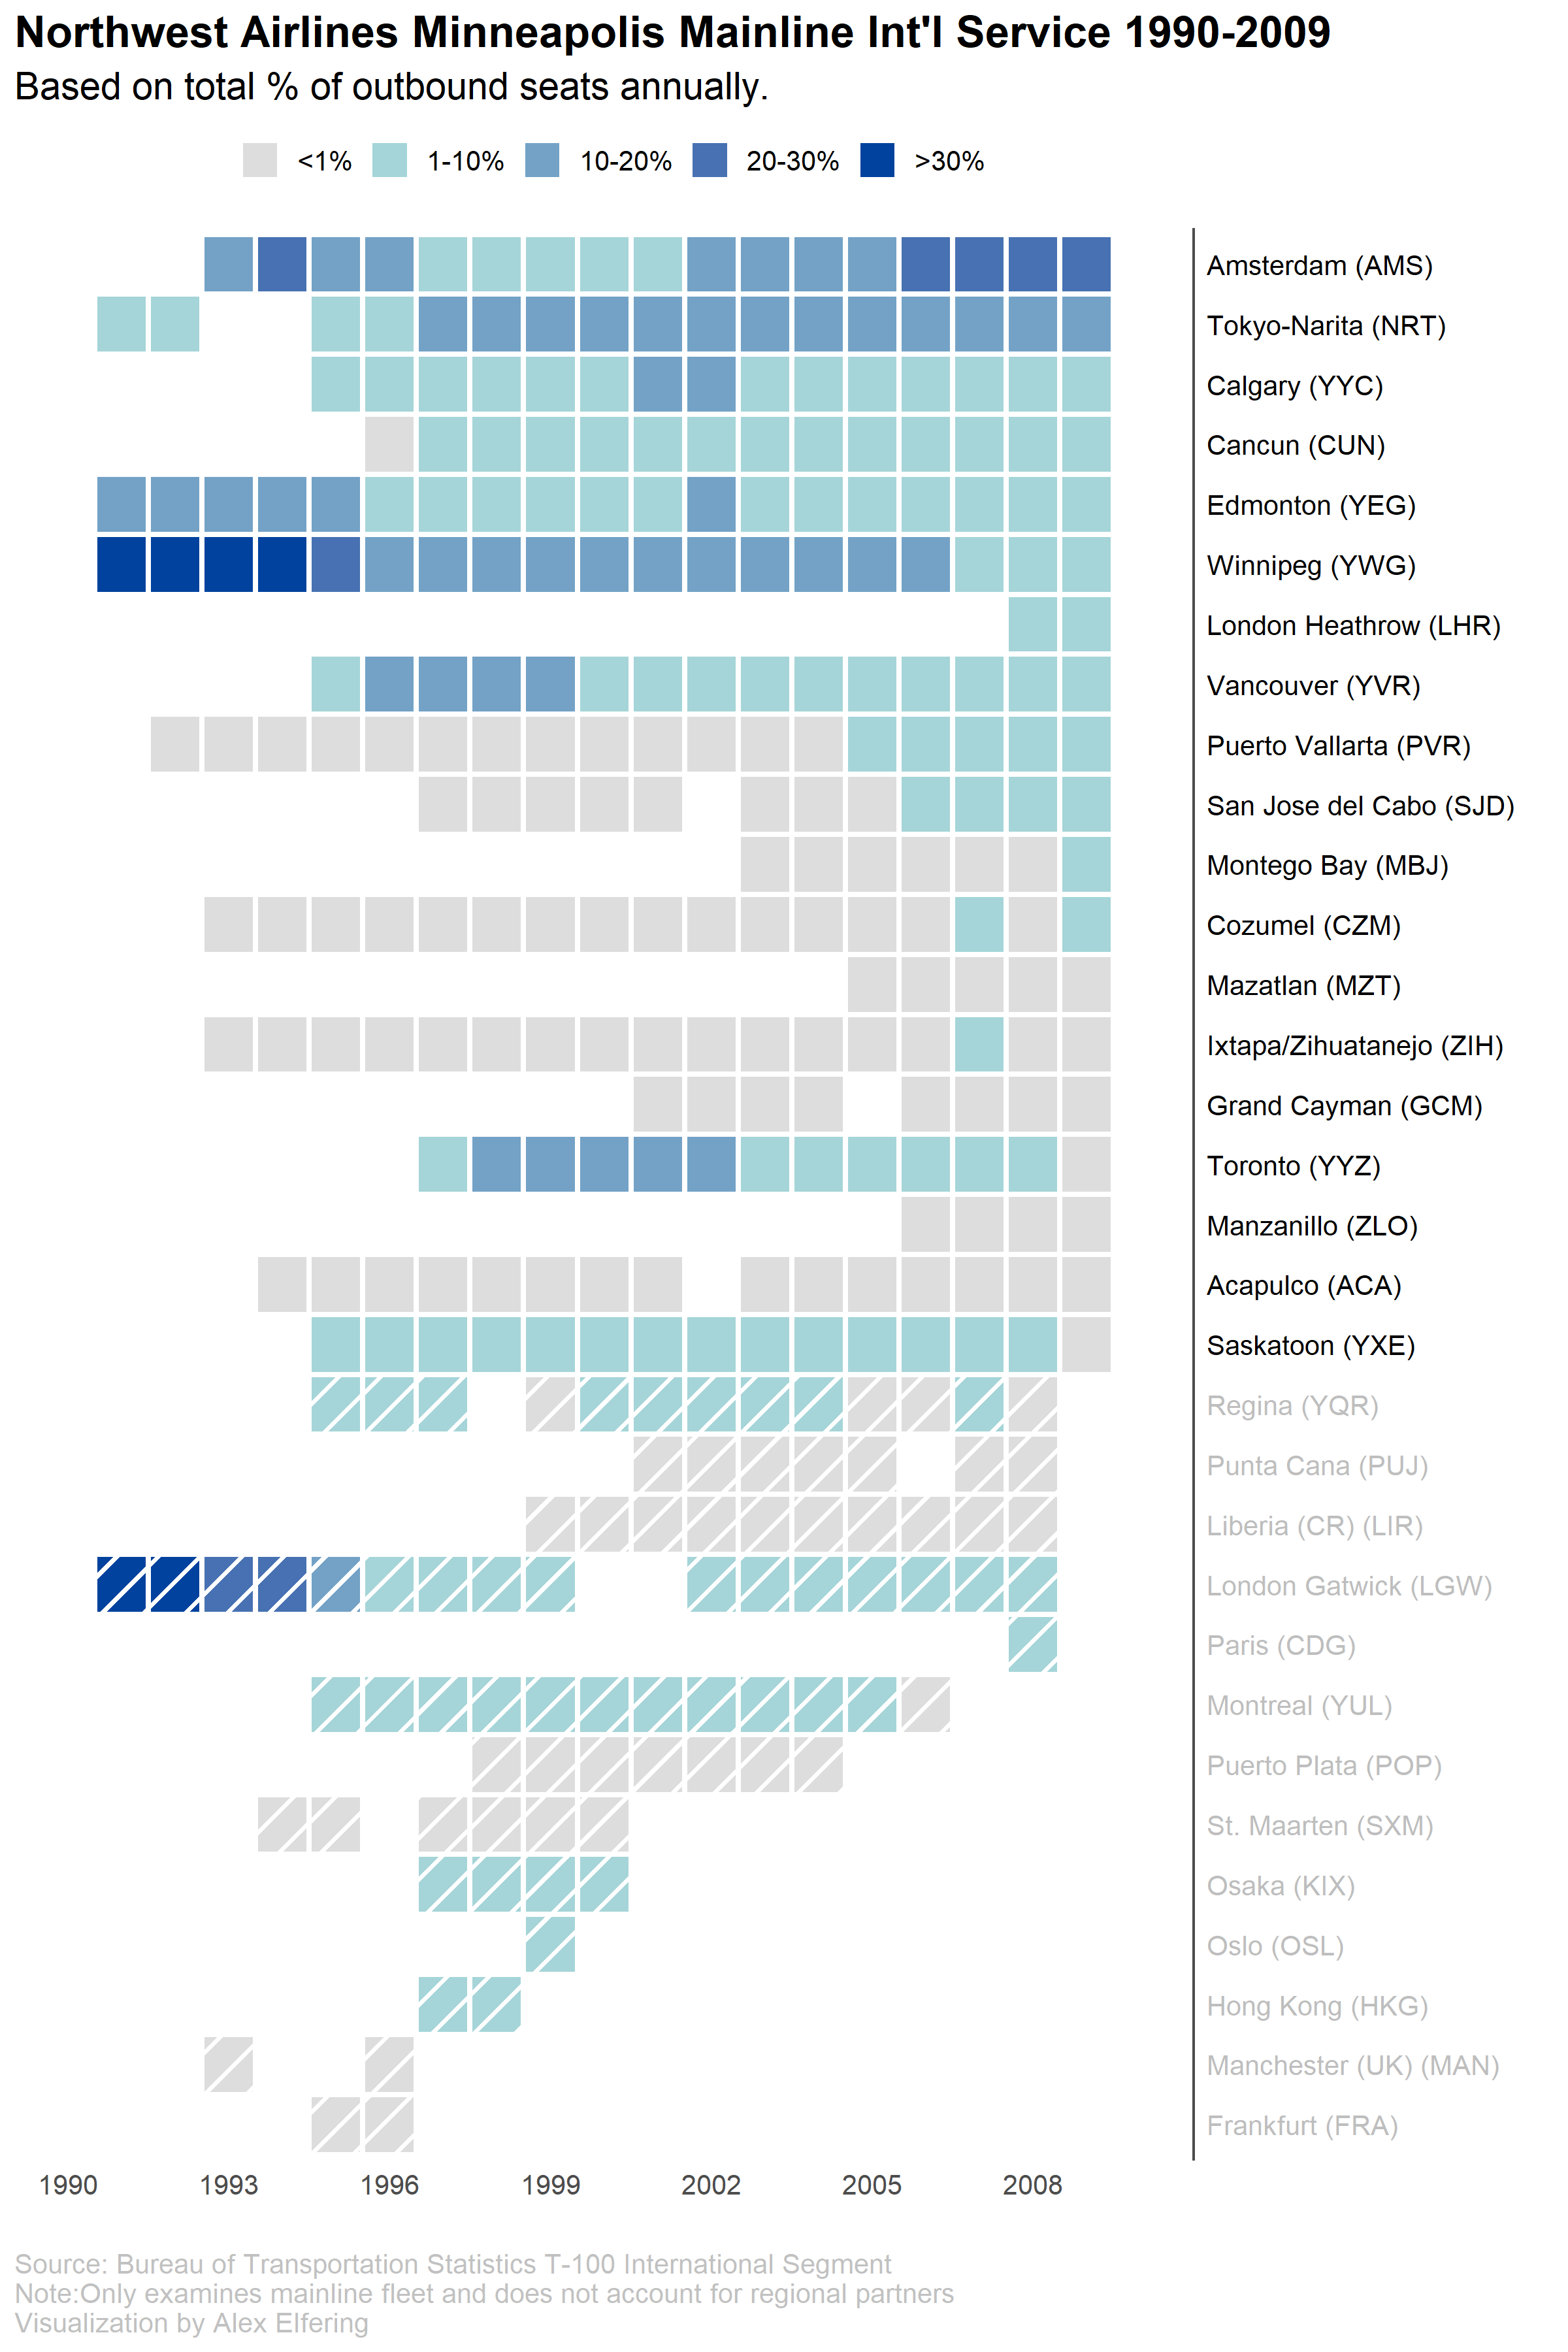 Northwest Airlines Minneapolis Mainline Int'l Service 1990-2009
Based on total % of outbound seats annually.
<1% 1-10% 10-20% 20-30% >30%
Amsterdam (AMS)
Tokyo-Narita (NRT)
Calgary (YYC)
Cancun (CUN)
Edmonton (YEG)
Winnipeg (YWG)
London Heathrow (LHR)
Vancouver (YVR)
Puerto Vallarta (PVR)
San Jose del Cabo (SJD)
Montego Bay (MBJ)
Cozumel (CZM)
Mazatlan (MZT)
Ixtapa/Zihuatanejo (ZIH)
Grand Cayman (GCM)
Toronto (YYZ)
Manzanillo (ZLO)
Acapulco (ACA)
Saskatoon (YXE)
Regina (YQR)
Punta Cana (PUJ)
Liberia (CR) (LIR)
London Gatwick (LGW)
Paris (CDG)
Montreal (YUL)
Puerto Plata (POP)
St. Maarten (SXM)
Osaka (KIX)
Oslo (OSL)
Hong Kong (HKG)
Manchester (UK) (MAN)
Frankfurt (FRA)
1990 1993 1996 1999 2002 2005 2008
Source: Bureau of Transportation Statistics T-100 International Segment
Note:Only examines mainline fleet and does not account for regional partners
Visualization by Alex Elfering